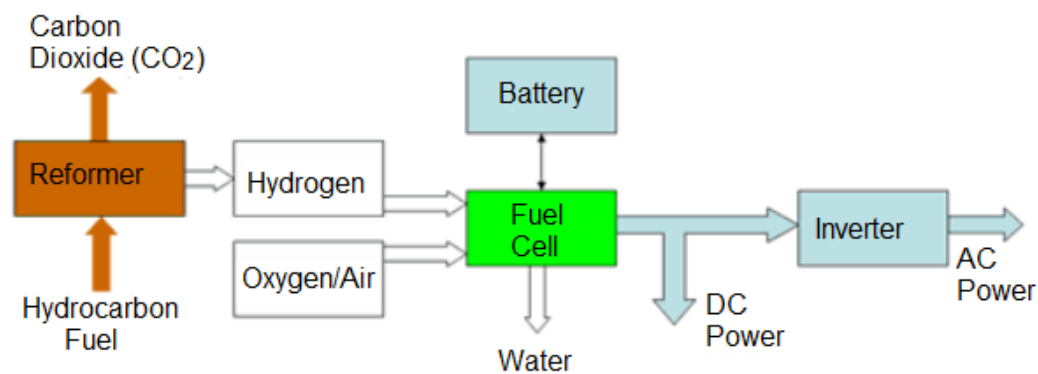 Carbon
Dioxide (CO2)
Battery
Reformer
Hydrogen
Fuel
Cell
Inverter
Oxygen/Air
AC
Power
Hydrocarbon
Fuel
DC
Power
Water